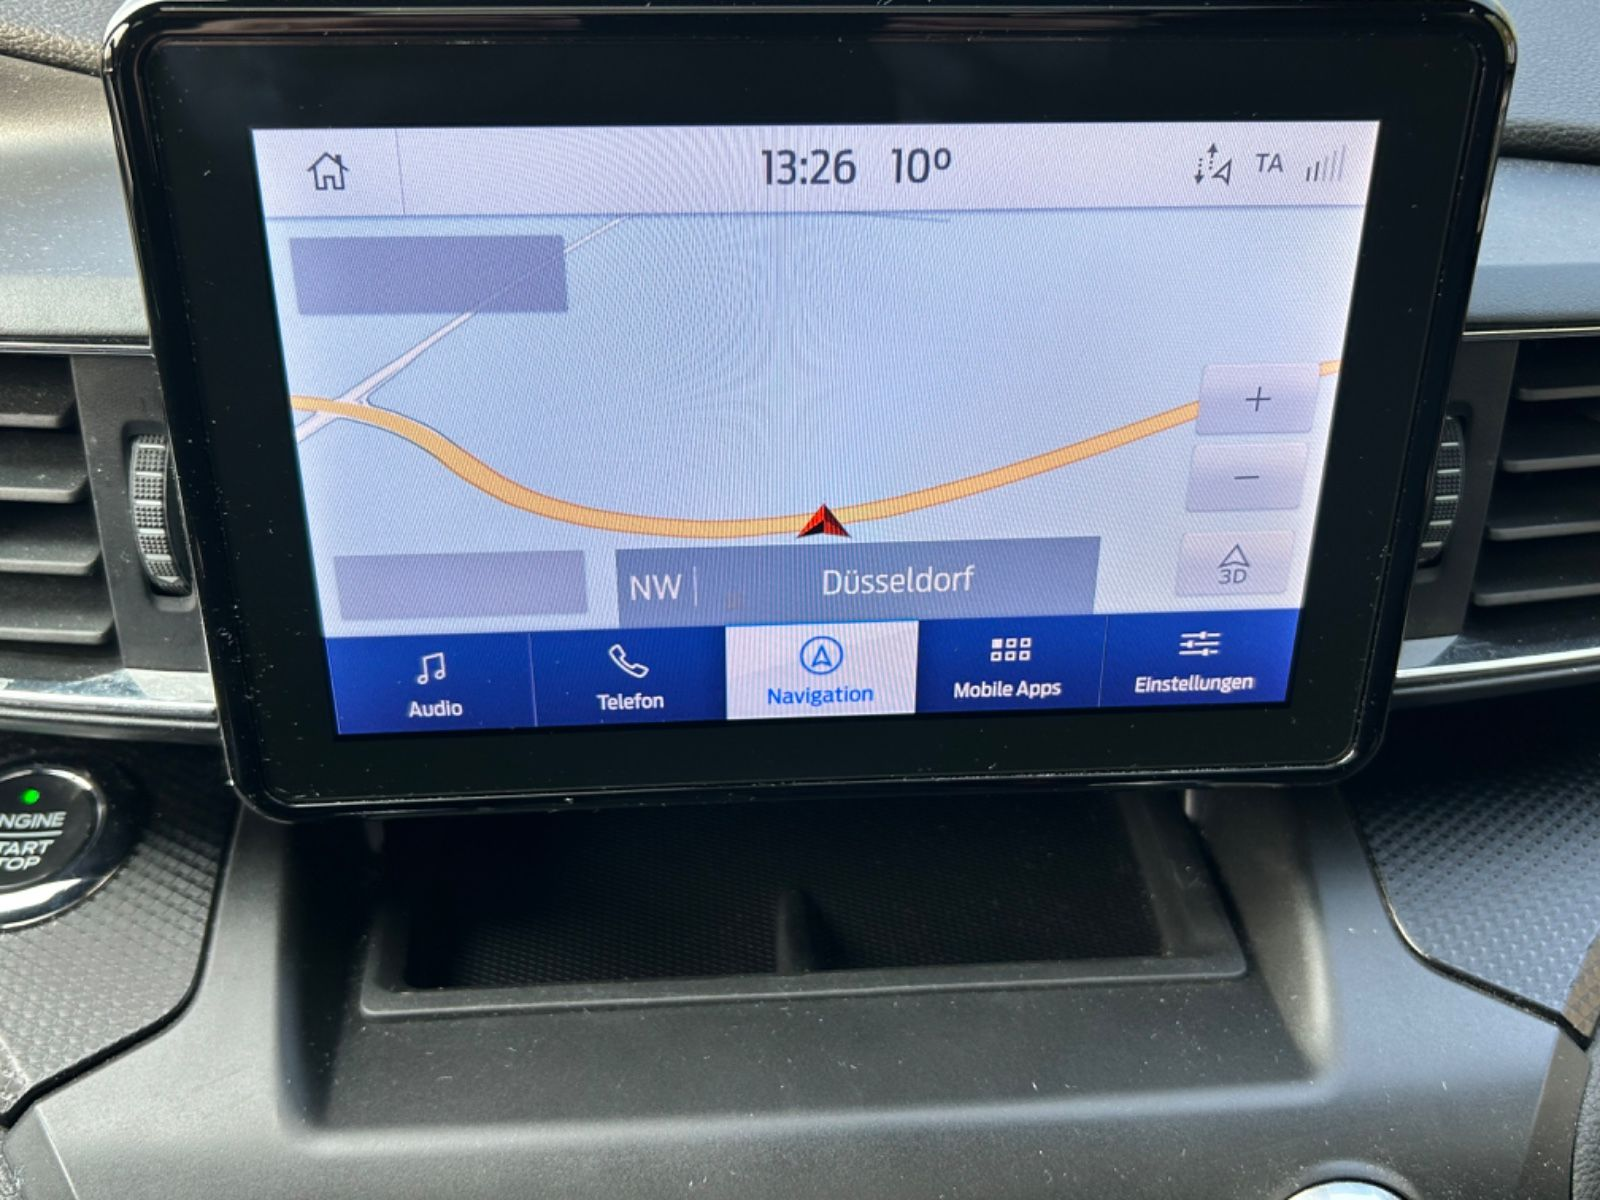 13:26 10º
TA
+
−
3D
NW | Düsseldorf
Audio
Telefon
Navigation
Mobile Apps
Einstellungen
NGINE
TART
TOP